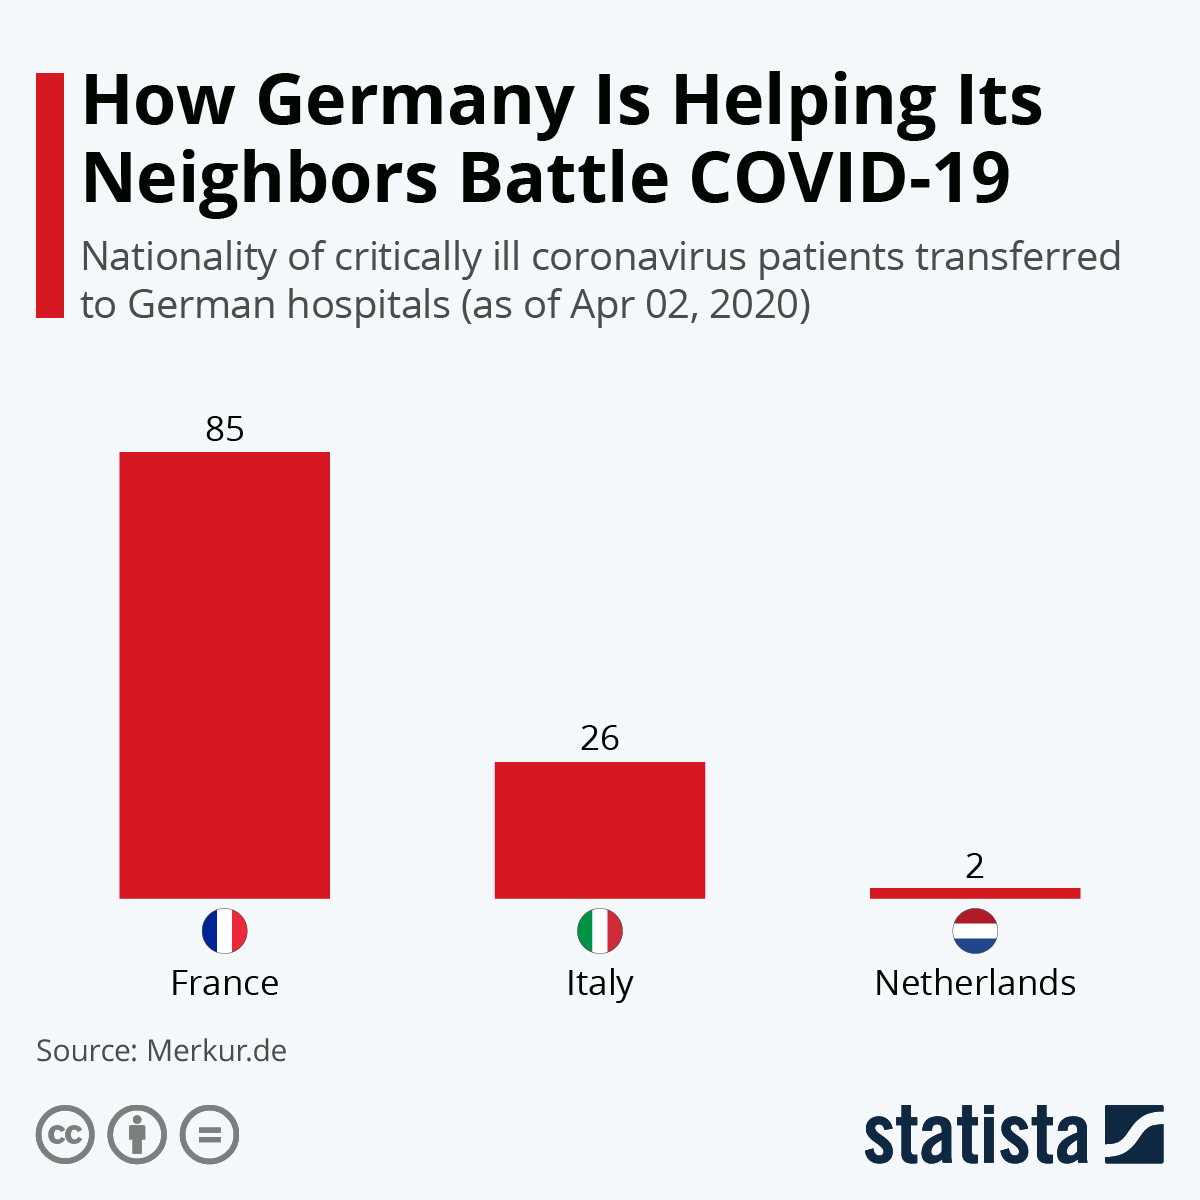 How Germany Is Helping Its
Neighbors Battle COVID-19
Nationality of critically ill coronavirus patients transferred
to German hospitals (as of Apr 02, 2020)
85
26
2
France
Italy
Netherlands
Source: Merkur.de
cc
=
statista